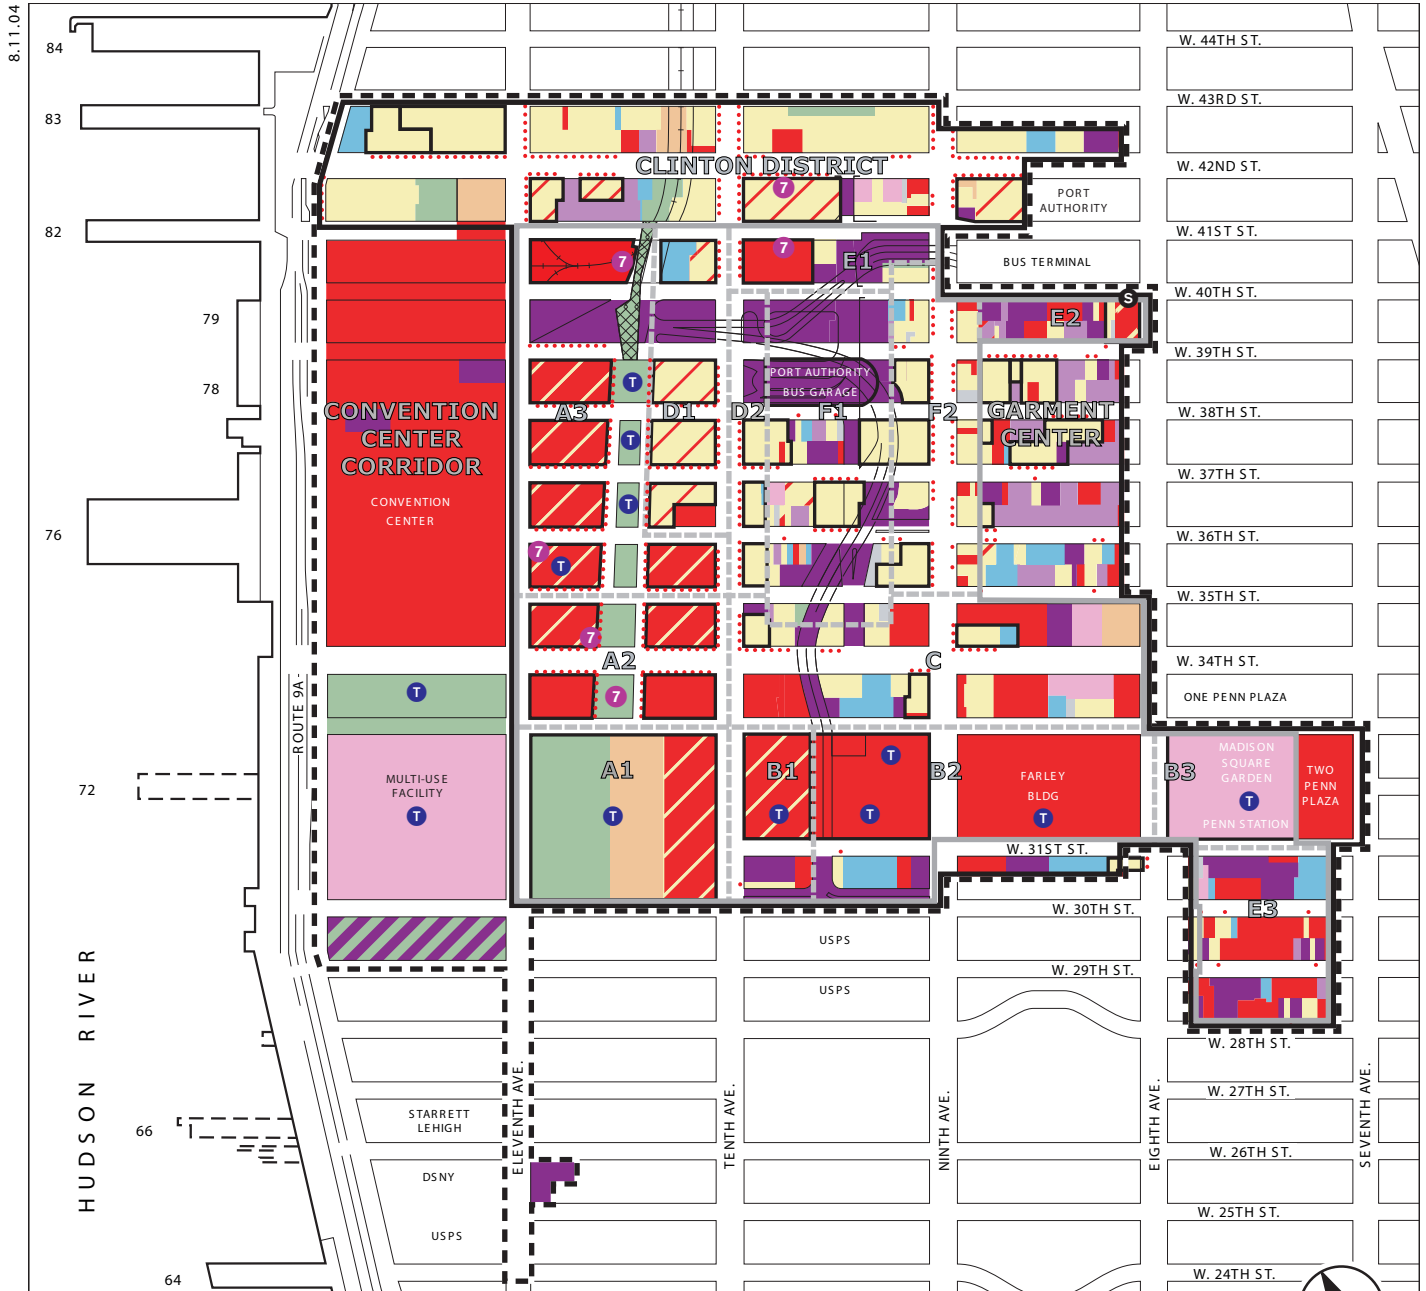 8.11.04
84
W. 44TH ST.
83
W. 43RD ST.
CLINTON DISTRICT
W. 42ND ST.
7
PORT
AUTHORITY
82
W. 41ST ST.
7
7
E1
BUS TERMINAL
W. 40TH ST.
S
79
E2
W. 39TH ST.
T
PORT AUTHORITY
BUS GARAGE
78
CONVENTION
CENTER
CORRIDOR
A3
D1
D2
F1
F2
GARMENT
CENTER
W. 38TH ST.
T
W. 37TH ST.
CONVENTION
CENTER
T
76
W. 36TH ST.
7
T
W. 35TH ST.
7
A2
C
W. 34TH ST.
T
7
ONE PENN PLAZA
ROUTE 9A
A1
B1
B2
B3
T
MADISON
SQUARE
GARDEN
T
PENN STATION
TWO
PENN
PLAZA
FARLEY
BLDG
T
MULTI-USE
FACILITY
T
72
T
T
T
W. 31ST ST.
W. 30TH ST.
E3
USPS
W. 29TH ST.
USPS
HUDSON RIVER
W. 28TH ST.
ELEVENTH AVE.
TENTH AVE.
NINTH AVE.
EIGHTH AVE.
SEVENTH AVE.
W. 27TH ST.
STARRETT
LEHIGH
66
W. 26TH ST.
DSNY
W. 25TH ST.
USPS
64
W. 24TH ST.